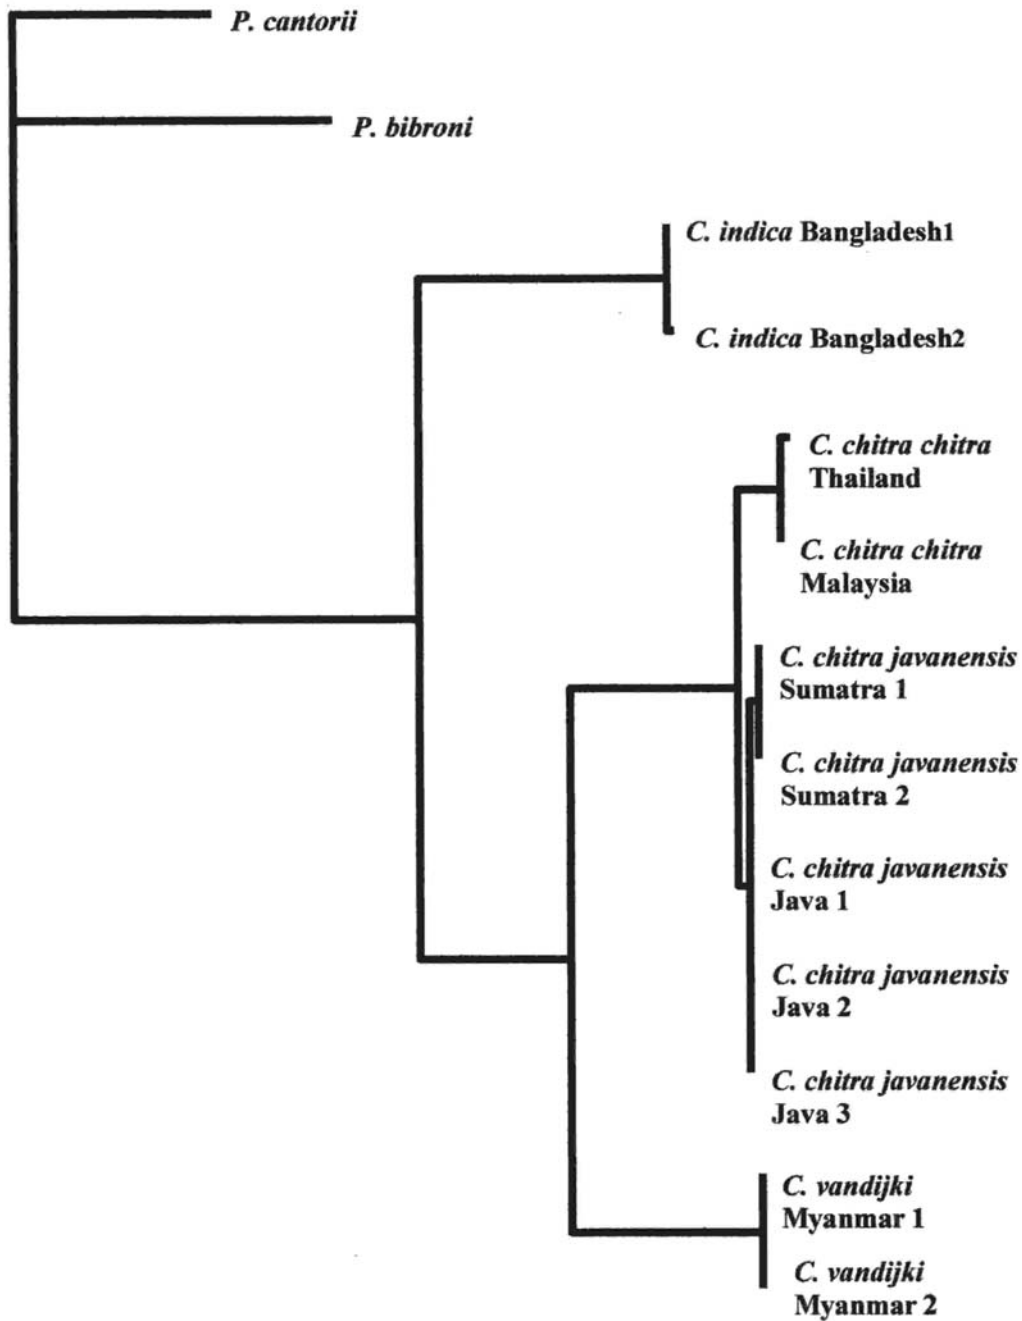 P. cantorii
P. bibroni
C. indica Bangladesh1
C. indica Bangladesh2
C. chitra chitra
Thailand
C. chitra chitra
Malaysia
C. chitra javanensis
Sumatra 1
C. chitra javanensis
Sumatra 2
C. chitra javanensis
Java 1
C. chitra javanensis
Java 2
C. chitra javanensis
Java 3
C. vandijki
Myanmar 1
C. vandijki
Myanmar 2